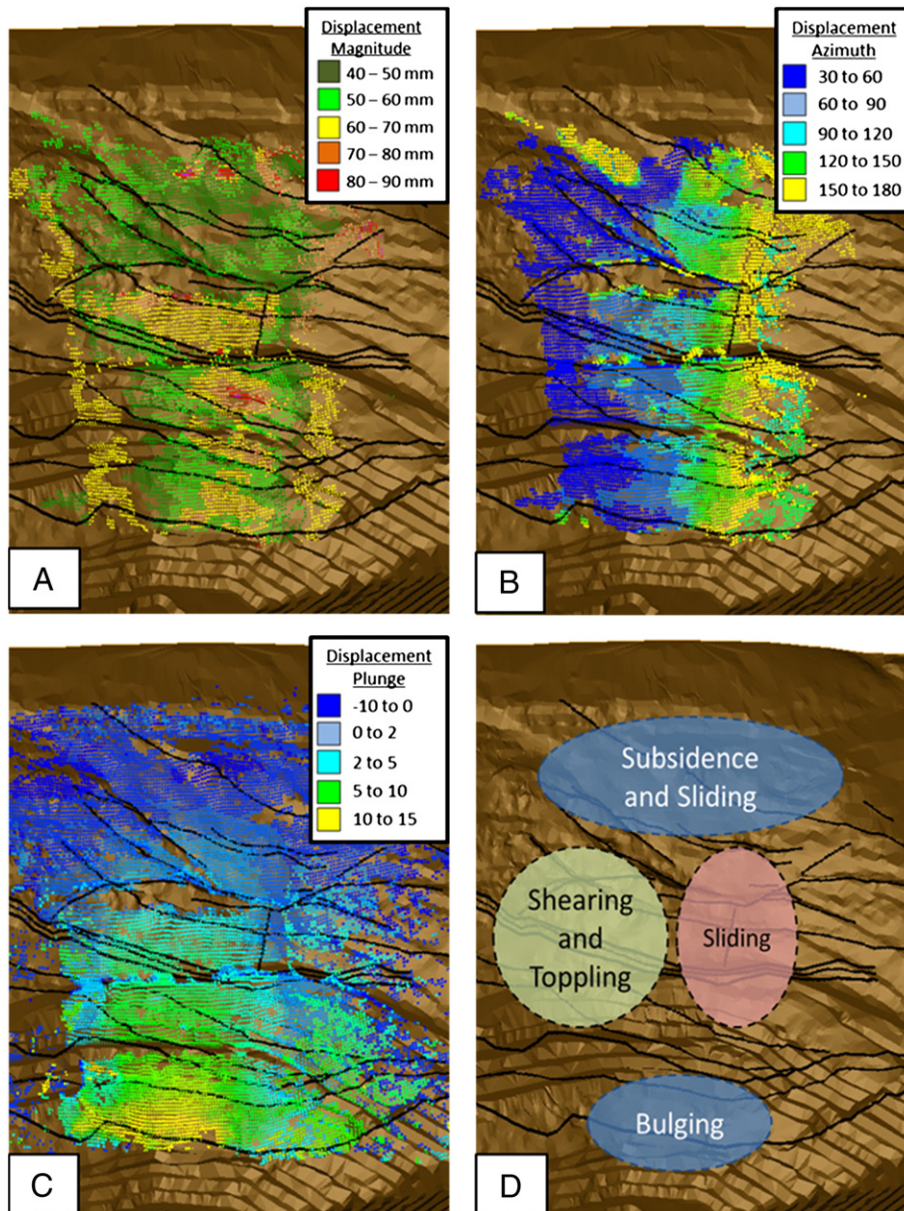 Displacement
Magnitude
40 – 50 mm
50 – 60 mm
60 – 70 mm
70 – 80 mm
80 – 90 mm
A
Displacement
Azimuth
30 to 60
60 to 90
90 to 120
120 to 150
150 to 180
B
Displacement
Plunge
-10 to 0
0 to 2
2 to 5
5 to 10
10 to 15
C
Subsidence
and Sliding
Shearing
and
Toppling
Sliding
Bulging
D